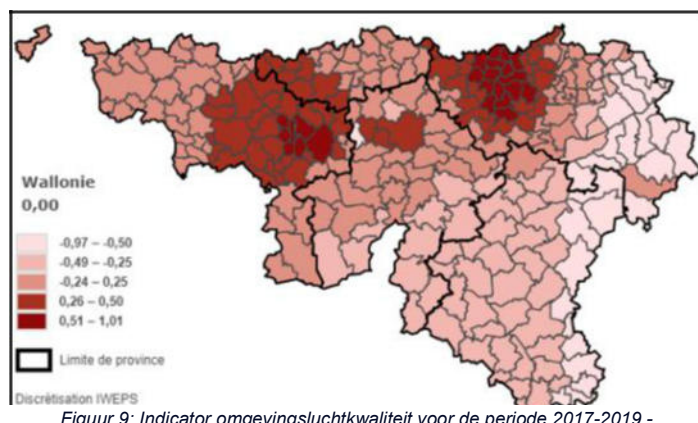 Wallonie
0,00
-0,97 – -0,50
-0,49 – -0,25
-0,24 – 0,25
0,26 – 0,50
0,51 – 1,01
Limite de province
Discrétisation IWEPS
Figuur 9: Indicator omgevingsluchtkwaliteit voor de periode 2017-2019 -